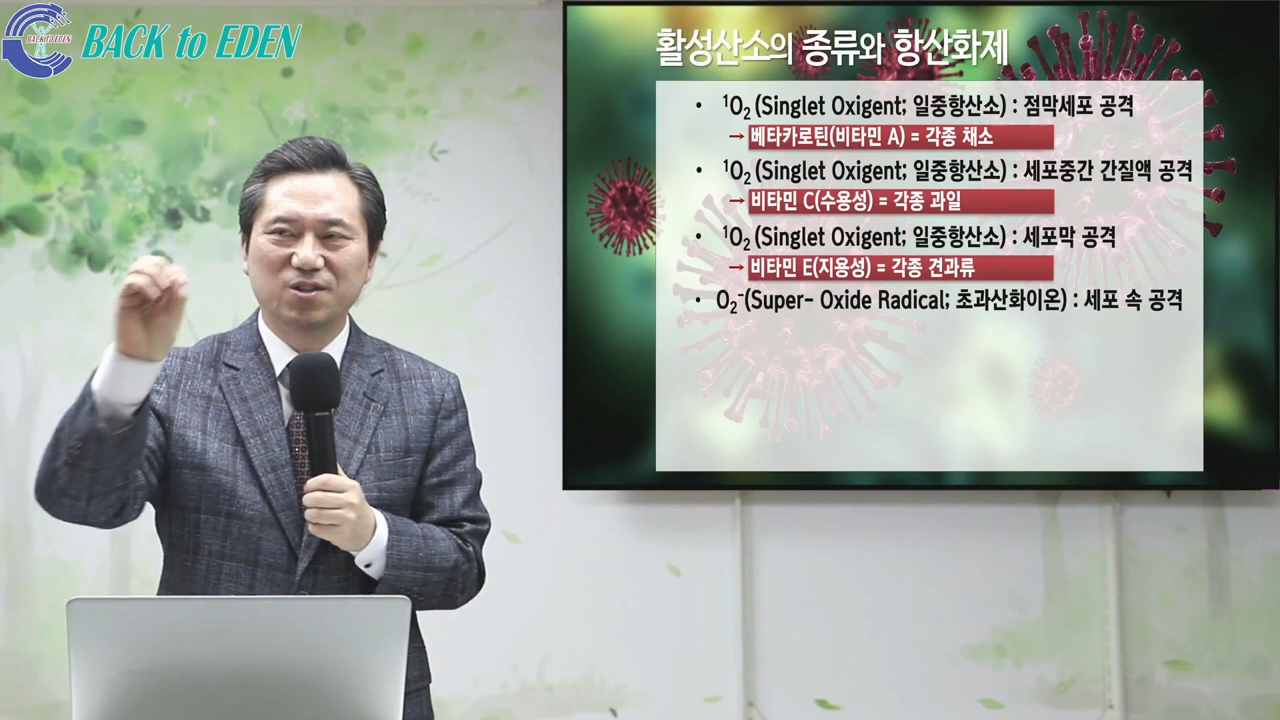 BACK TO EDEN
BACK to EDEN
활성산소의 종류와 항산화제
• ¹O₂ (Singlet Oxigent; 일중항산소) : 점막세포 공격
→ 베타카로틴(비타민 A) = 각종 채소
• ¹O₂ (Singlet Oxigent; 일중항산소) : 세포중간 간질액 공격
→ 비타민 C(수용성) = 각종 과일
• ¹O₂ (Singlet Oxigent; 일중항산소) : 세포막 공격
→ 비타민 E(지용성) = 각종 견과류
• O₂⁻(Super- Oxide Radical; 초과산화이온) : 세포 속 공격